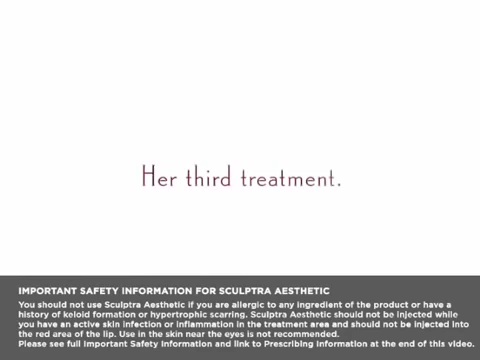 Her third treatment.
IMPORTANT SAFETY INFORMATION FOR SCULPTRA AESTHETIC
You should not use Sculptra Aesthetic if you are allergic to any ingredient of the product or have a
history of keloid formation or hypertrophic scarring. Sculptra Aesthetic should not be injected while
you have an active skin infection or inflammation in the treatment area and should not be injected into
the red area of the lip. Use in the skin near the eyes is not recommended.
Please see full Important Safety Information and link to Prescribing Information at the end of this video.